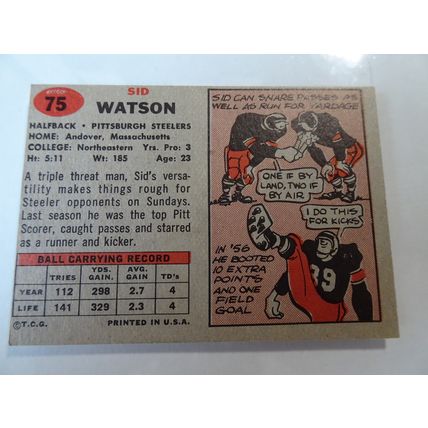 75
SID
WATSON
HALFBACK • PITTSBURGH STEELERS
HOME: Andover, Massachusetts
COLLEGE: Northeastern Yrs. Pro: 3
Ht: 5:11 Wt: 185 Age: 23
A triple threat man, Sid's versa-
tility makes things rough for
Steeler opponents on Sundays.
Last season he was the top Pitt
Scorer, caught passes and starred
as a runner and kicker.
BALL CARRYING RECORD
TRIES YDS. GAIN AVG. GAIN TD's
YEAR 112 298 2.7 4
LIFE 141 329 2.3 4
©T.C.G. PRINTED IN U.S.A.
SID CAN SNARE PASSES AS
WELL AS RUN FOR YARDAGE
ONE IF BY
LAND, TWO IF
BY AIR
I DO THIS
FOR KICKS
IN '56
HE BOOTED
10 EXTRA
POINTS
AND ONE
FIELD
GOAL
39